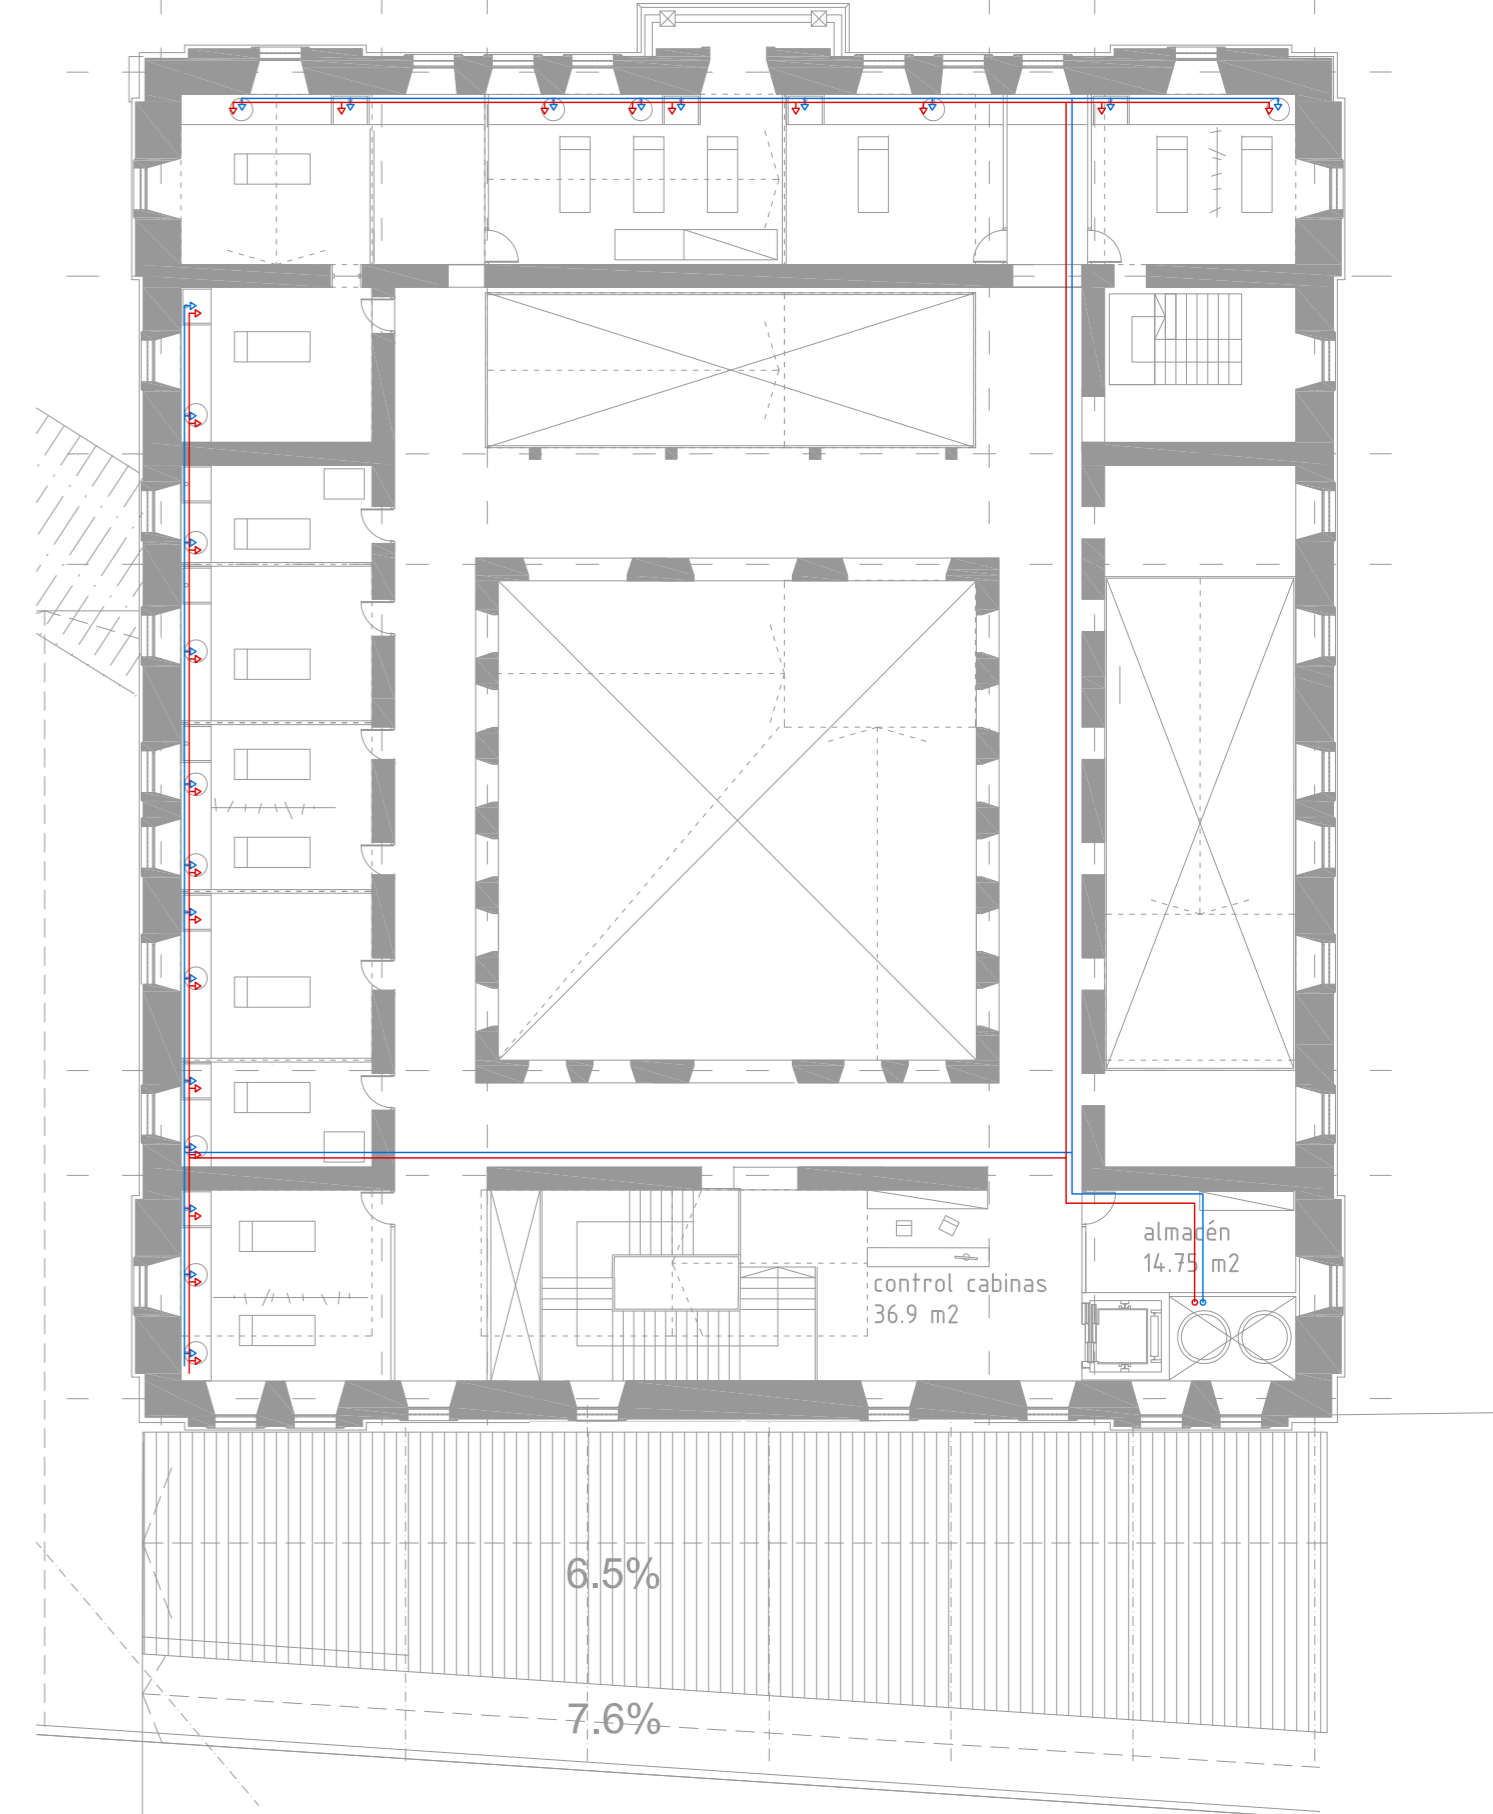 almacén
14.75 m2
control cabinas
36.9 m2
6.5%
7.6%